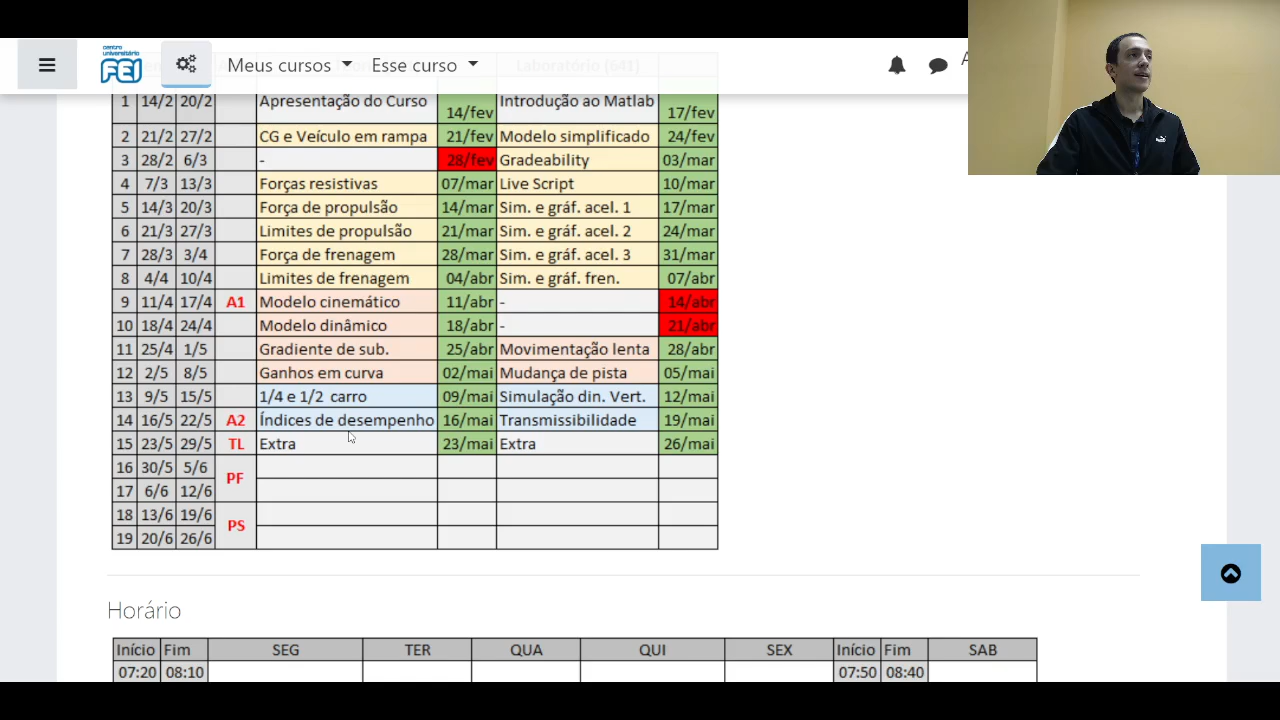 centro
universitário
FEI
Meus cursos
Esse curso
A
Laboratório (641)
1 14/2 20/2 Apresentação do Curso 14/fev Introdução ao Matlab 17/fev
2 21/2 27/2 CG e Veículo em rampa 21/fev Modelo simplificado 24/fev
3 28/2 6/3 - 28/fev Gradeability 03/mar
4 7/3 13/3 Forças resistivas 07/mar Live Script 10/mar
5 14/3 20/3 Força de propulsão 14/mar Sim. e gráf. acel. 1 17/mar
6 21/3 27/3 Limites de propulsão 21/mar Sim. e gráf. acel. 2 24/mar
7 28/3 3/4 Força de frenagem 28/mar Sim. e gráf. acel. 3 31/mar
8 4/4 10/4 Limites de frenagem 04/abr Sim. e gráf. fren. 07/abr
9 11/4 17/4 A1 Modelo cinemático 11/abr - 14/abr
10 18/4 24/4 Modelo dinâmico 18/abr - 21/abr
11 25/4 1/5 Gradiente de sub. 25/abr Movimentação lenta 28/abr
12 2/5 8/5 Ganhos em curva 02/mai Mudança de pista 05/mai
13 9/5 15/5 1/4 e 1/2 carro 09/mai Simulação din. Vert. 12/mai
14 16/5 22/5 A2 Índices de desempenho 16/mai Transmissibilidade 19/mai
15 23/5 29/5 TL Extra 23/mai Extra 26/mai
16 30/5 5/6 PF
17 6/6 12/6
18 13/6 19/6 PS
19 20/6 26/6
Horário
Início Fim SEG TER QUA QUI SEX Início Fim SAB
07:20 08:10 07:50 08:40